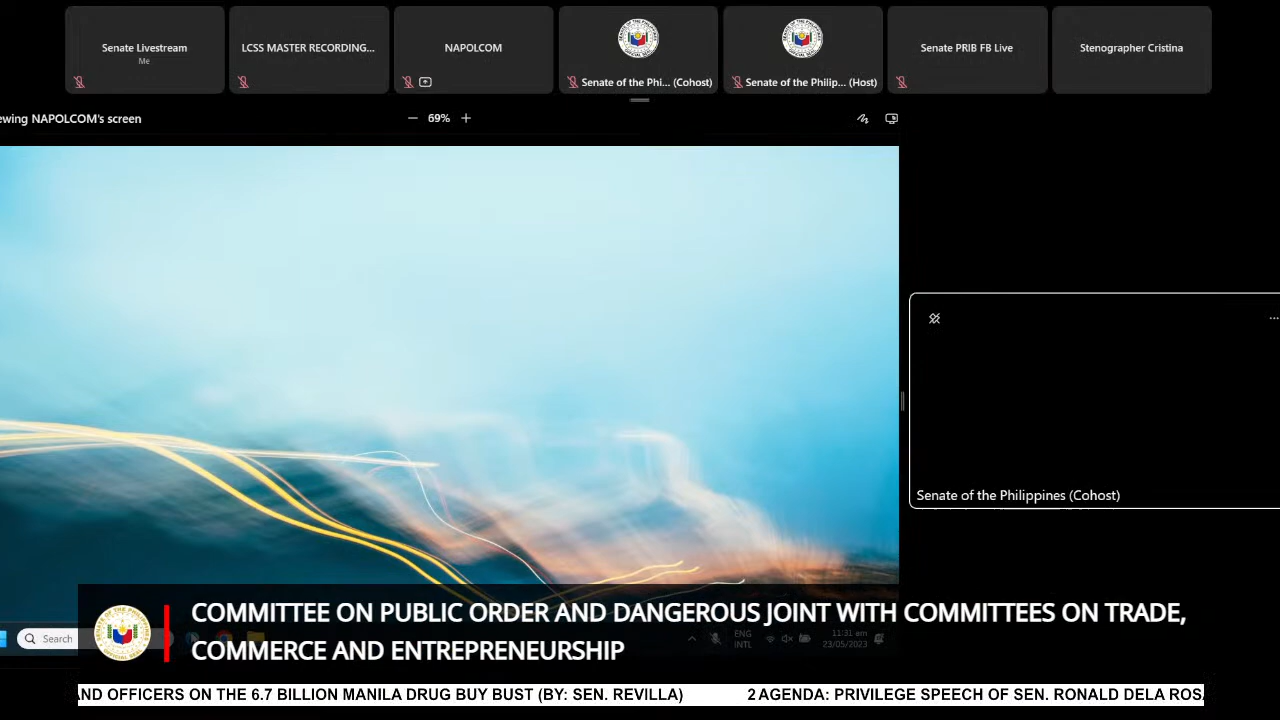 Senate Livestream
Me
LCSS MASTER RECORDING...
NAPOLCOM
Senate of the Phi... (Cohost)
Senate of the Philip... (Host)
Senate PRIB FB Live
Stenographer Cristina
ewing NAPOLCOM's screen
69%
Senate of the Philippines (Cohost)
COMMITTEE ON PUBLIC ORDER AND DANGEROUS JOINT WITH COMMITTEES ON TRADE,
COMMERCE AND ENTREPRENEURSHIP
Search
ENG
INTL
11:31 am
23/05/2023
AND OFFICERS ON THE 6.7 BILLION MANILA DRUG BUY BUST (BY: SEN. REVILLA)
2 AGENDA: PRIVILEGE SPEECH OF SEN. RONALD DELA ROSA